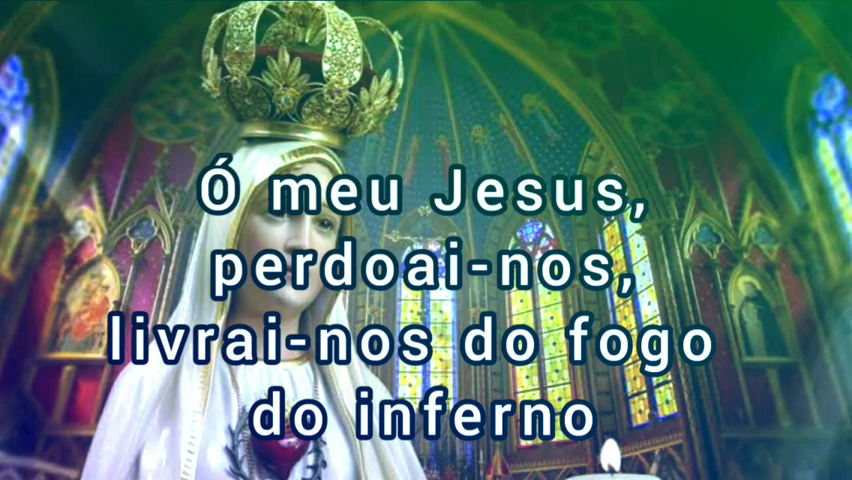 Ó meu Jesus,
perdoai-nos,
livrai-nos do fogo
do inferno